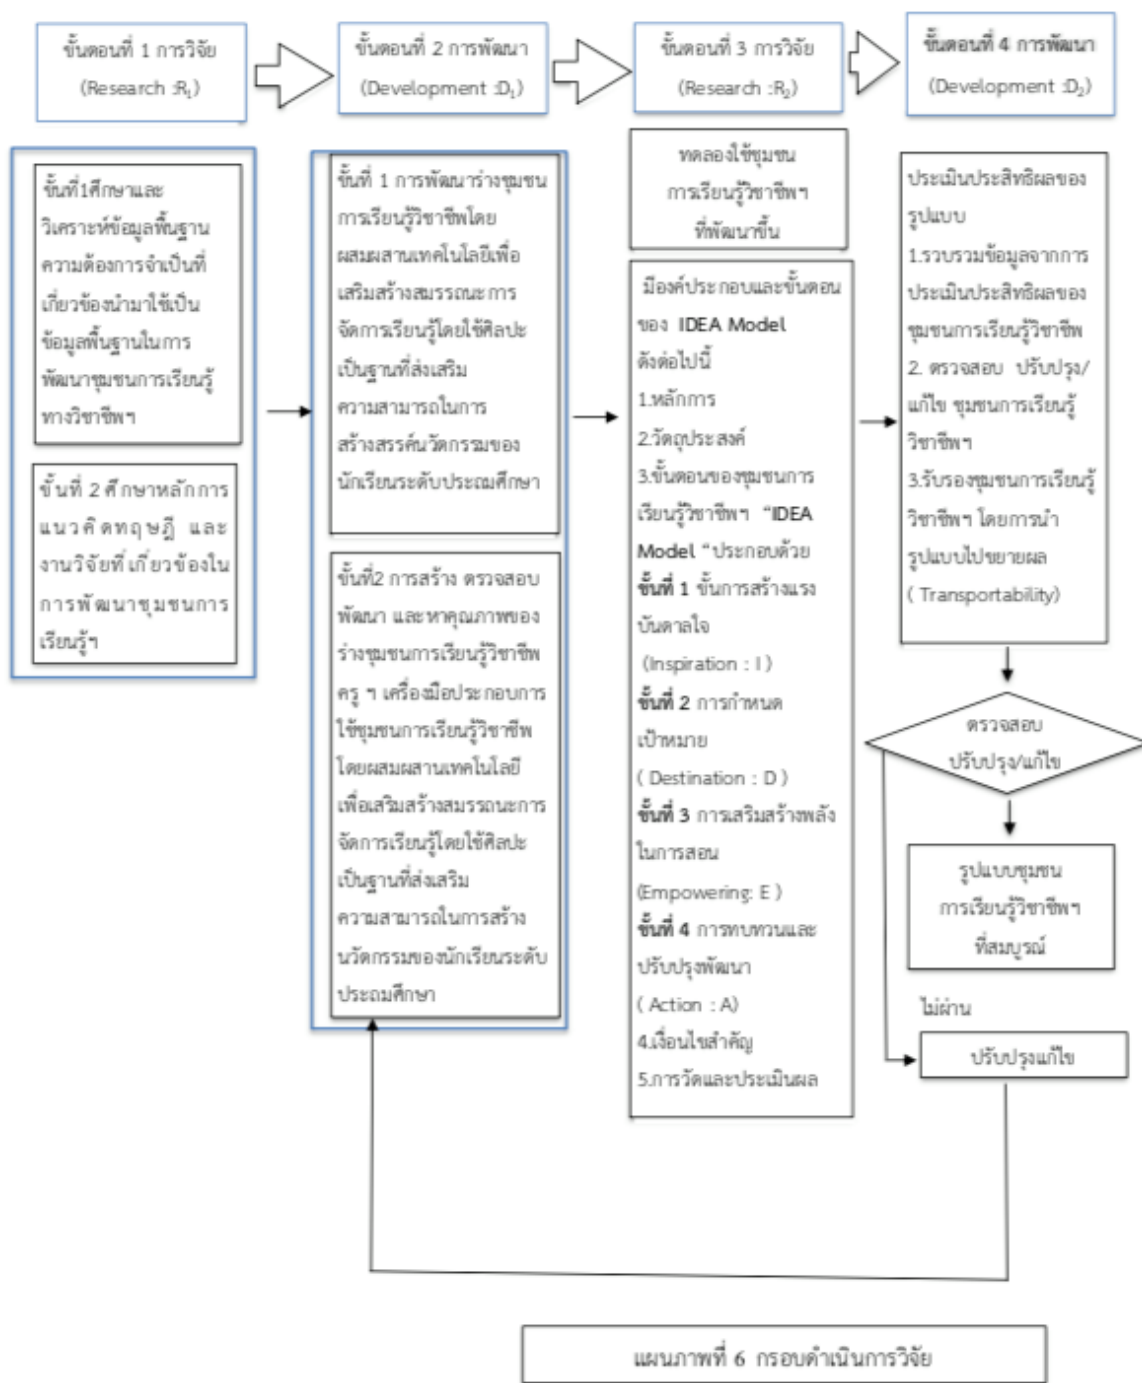 ขั้นตอนที่ 1 การวิจัย
(Research :R₁)
ขั้นตอนที่ 2 การพัฒนา
(Development :D₁)
ขั้นตอนที่ 3 การวิจัย
(Research :R₂)
ขั้นตอนที่ 4 การพัฒนา
(Development :D₂)
ขั้นที่1ศึกษาและ
วิเคราะห์ข้อมูลพื้นฐาน
ความต้องการจำเป็นที่
เกี่ยวข้องนำมาใช้เป็น
ข้อมูลพื้นฐานในการ
พัฒนาชุมชนการเรียนรู้
ทางวิชาชีพฯ
ขั้นที่ 2 ศึกษาหลักการ
แนวคิดทฤษฎี และ
งานวิจัยที่เกี่ยวข้องใน
การพัฒนาชุมชนการ
เรียนรู้ฯ
ขั้นที่ 1 การพัฒนาร่างชุมชน
การเรียนรู้วิชาชีพโดย
ผสมผสานเทคโนโลยีเพื่อ
เสริมสร้างสมรรถนะการ
จัดการเรียนรู้โดยใช้ศิลปะ
เป็นฐานที่ส่งเสริม
ความสามารถในการ
สร้างสรรค์นวัตกรรมของ
นักเรียนระดับประถมศึกษา
ขั้นที่2 การสร้าง ตรวจสอบ
พัฒนา และหาคุณภาพของ
ร่างชุมชนการเรียนรู้วิชาชีพ
ครู ฯ เครื่องมือประกอบการ
ใช้ชุมชนการเรียนรู้วิชาชีพ
โดยผสมผสานเทคโนโลยี
เพื่อเสริมสร้างสมรรถนะการ
จัดการเรียนรู้โดยใช้ศิลปะ
เป็นฐานที่ส่งเสริม
ความสามารถในการสร้าง
นวัตกรรมของนักเรียนระดับ
ประถมศึกษา
ทดลองใช้ชุมชน
การเรียนรู้วิชาชีพฯ
ที่พัฒนาขึ้น
มีองค์ประกอบและขั้นตอน
ของ IDEA Model
ดังต่อไปนี้
1.หลักการ
2.วัตถุประสงค์
3.ขั้นตอนของชุมชนการ
เรียนรู้วิชาชีพฯ “IDEA
Model “ประกอบด้วย
ขั้นที่ 1 ขั้นการสร้างแรง
บันดาลใจ
(Inspiration : I )
ขั้นที่ 2 การกำหนด
เป้าหมาย
( Destination : D )
ขั้นที่ 3 การเสริมสร้างพลัง
ในการสอน
(Empowering: E )
ขั้นที่ 4 การทบทวนและ
ปรับปรุงพัฒนา
( Action : A)
4.เงื่อนไขสำคัญ
5.การวัดและประเมินผล
ประเมินประสิทธิผลของ
รูปแบบ
1.รวบรวมข้อมูลจากการ
ประเมินประสิทธิผลของ
ชุมชนการเรียนรู้วิชาชีพ
2. ตรวจสอบ ปรับปรุง/
แก้ไข ชุมชนการเรียนรู้
วิชาชีพฯ
3.รับรองชุมชนการเรียนรู้
วิชาชีพฯ โดยการนำ
รูปแบบไปขยายผล
( Transportability)
ตรวจสอบ
ปรับปรุง/แก้ไข
รูปแบบชุมชน
การเรียนรู้วิชาชีพฯ
ที่สมบูรณ์
ไม่ผ่าน
ปรับปรุงแก้ไข
แผนภาพที่ 6 กรอบดำเนินการวิจัย